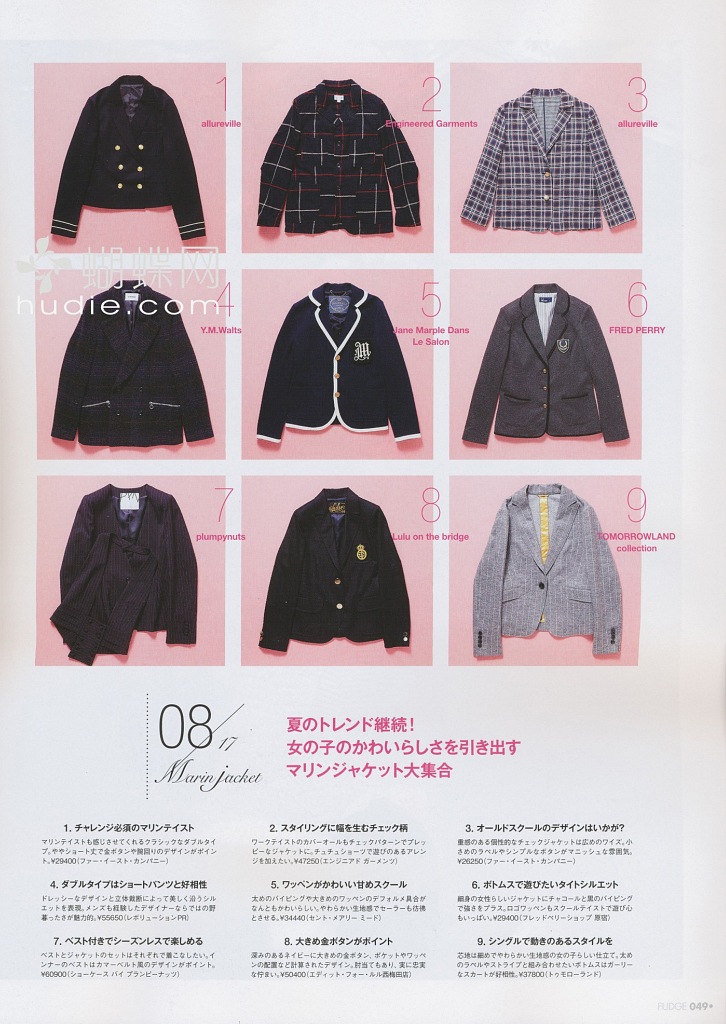 1
allureville
2
Engineered Garments
3
allureville
蝴蝶网
hudie.com
4
Y.M.Walts
5
Jane Marple Dans
Le Salon
6
FRED PERRY
7
plumpynuts
8
Lulu on the bridge
9
TOMORROWLAND
collection
08/17
Marin jacket
夏のトレンド継続！
女の子のかわいらしさを引き出す
マリンジャケット大集合
1. チャレンジ必須のマリンテイスト
マリンテイストも感じさせてくれるクラシックなダブルタイ
プ。ややショート丈で金ボタンや腕回りのデザインがポイン
ト。¥29400（ファー・イースト・カンパニー）
2. スタイリングに幅を生むチェック柄
ワークテイストのカバーオールもチェックパターンでプレッ
ピーなジャケットに。チュチュショーツで遊びのあるアレン
ジを加えたい。¥47250（エンジニアド ガーメンツ）
3. オールドスクールのデザインはいかが？
重感のある個性的なチェックジャケットは広めのワイズ。小
さめのラペルやシンプルなボタンがマニッシュな雰囲気。
¥26250（ファー・イースト・カンパニー）
4. ダブルタイプはショートパンツと好相性
ドレッシーなデザインと立体裁断によって美しく沿うシル
エットを表現。メンズも経験したデザイナーならではの野
暮ったさが魅力的。¥55650（レボリューションPR）
5. ワッペンがかわいい甘めスクール
太めのパイピングや大きめのワッペンのデフォルメ具合が
なんともかわいらしい。やわらかい生地感でセーラーも彷彿
とさせる。¥34440（セント・メアリー ミード）
6. ボトムスで遊びたいタイトシルエット
細身の女性らしいジャケットにチャコールと黒のパイピング
で強さをプラス。ロゴワッペンもスクールテイストで遊び心
もいっぱい。¥29400（フレッドペリーショップ 原宿）
7. ベスト付きでシーズンレスで楽しめる
ベストとジャケットのセットはそれぞれで着こなしたい。イ
ンナーのベストはカマーベルト風のデザインがポイント。
¥60900（ショーケース バイ プランピーナッツ）
8. 大きめ金ボタンがポイント
深みのあるネイビーに大きめの金ボタン、ポケットやワッペ
ンの配置など計算されたデザイン。肘当てもあり、実に忠実
な佇まい。¥50400（エディット・フォー・ルル西梅田店）
9. シングルで動きのあるスタイルを
芯地は細めでやわらかい生地感の女の子らしい仕立て。太め
のラペルやストライプと組み合わせたいボトムスはガーリー
なスカートが好相性。¥37800（トゥモローランド）
FUDGE 049